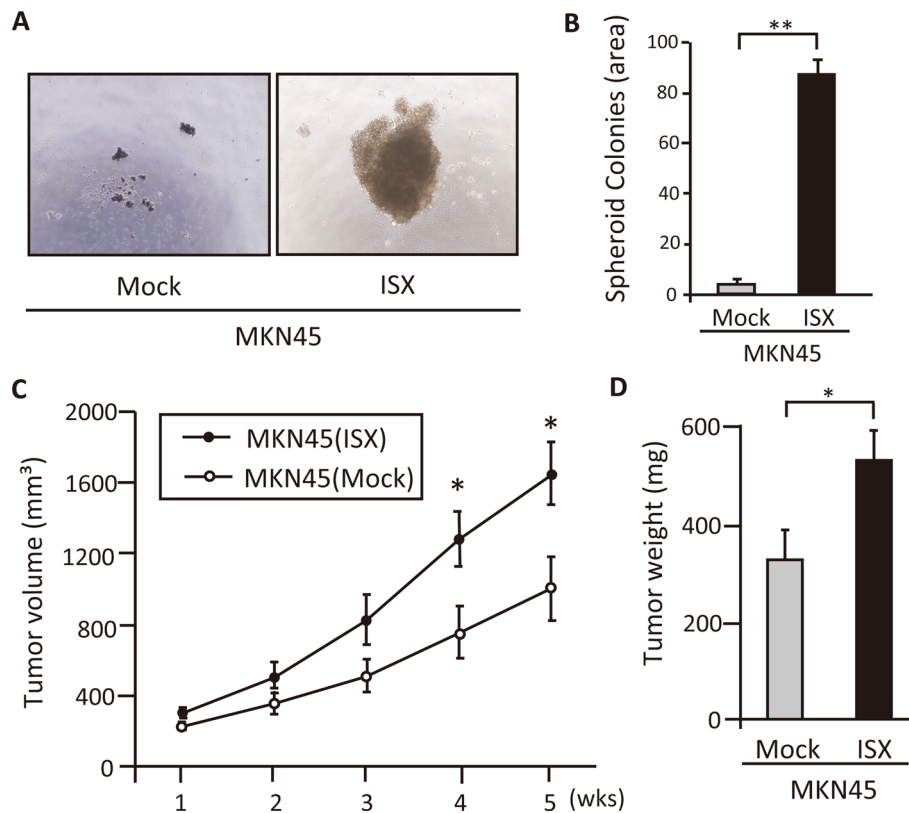 A
Mock
ISX
MKN45
B
**
Spheroid Colonies (area)
100
80
60
40
20
0
Mock
ISX
MKN45
C
Tumor volume (mm³)
2000
1600
1200
800
400
0
MKN45(ISX)
MKN45(Mock)
*
*
1 2 3 4 5 (wks)
D
*
Tumor weight (mg)
600
400
200
0
Mock
ISX
MKN45